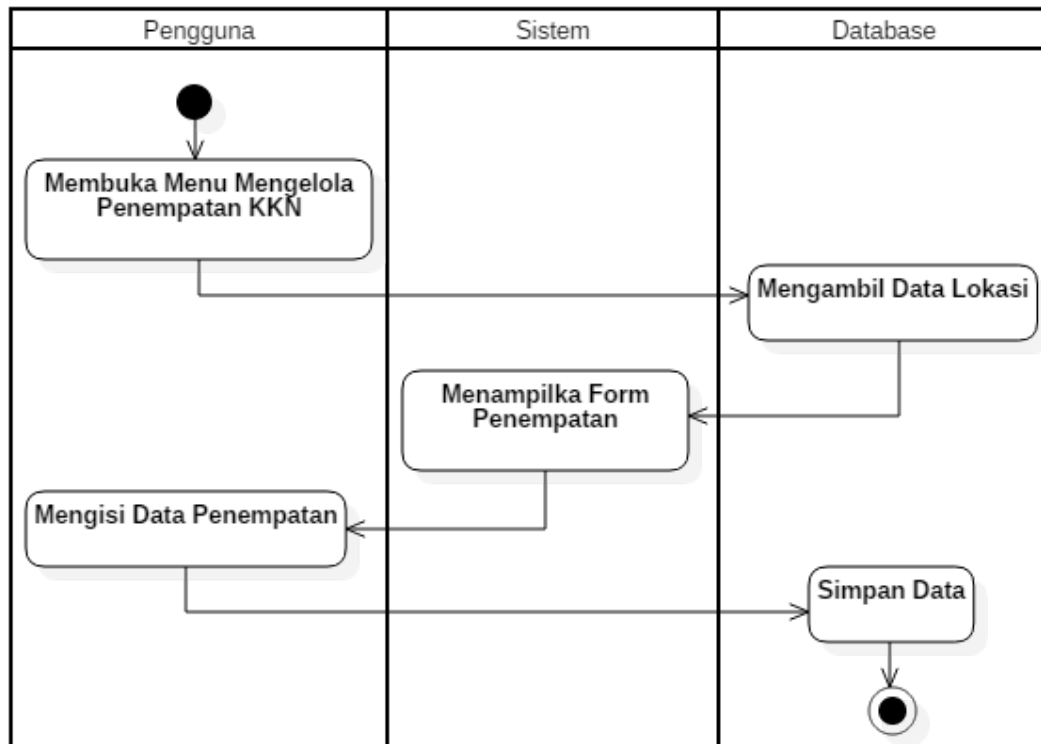 Pengguna
Sistem
Database
Membuka Menu Mengelola
Penempatan KKN
Mengambil Data Lokasi
Menampilka Form
Penempatan
Mengisi Data Penempatan
Simpan Data